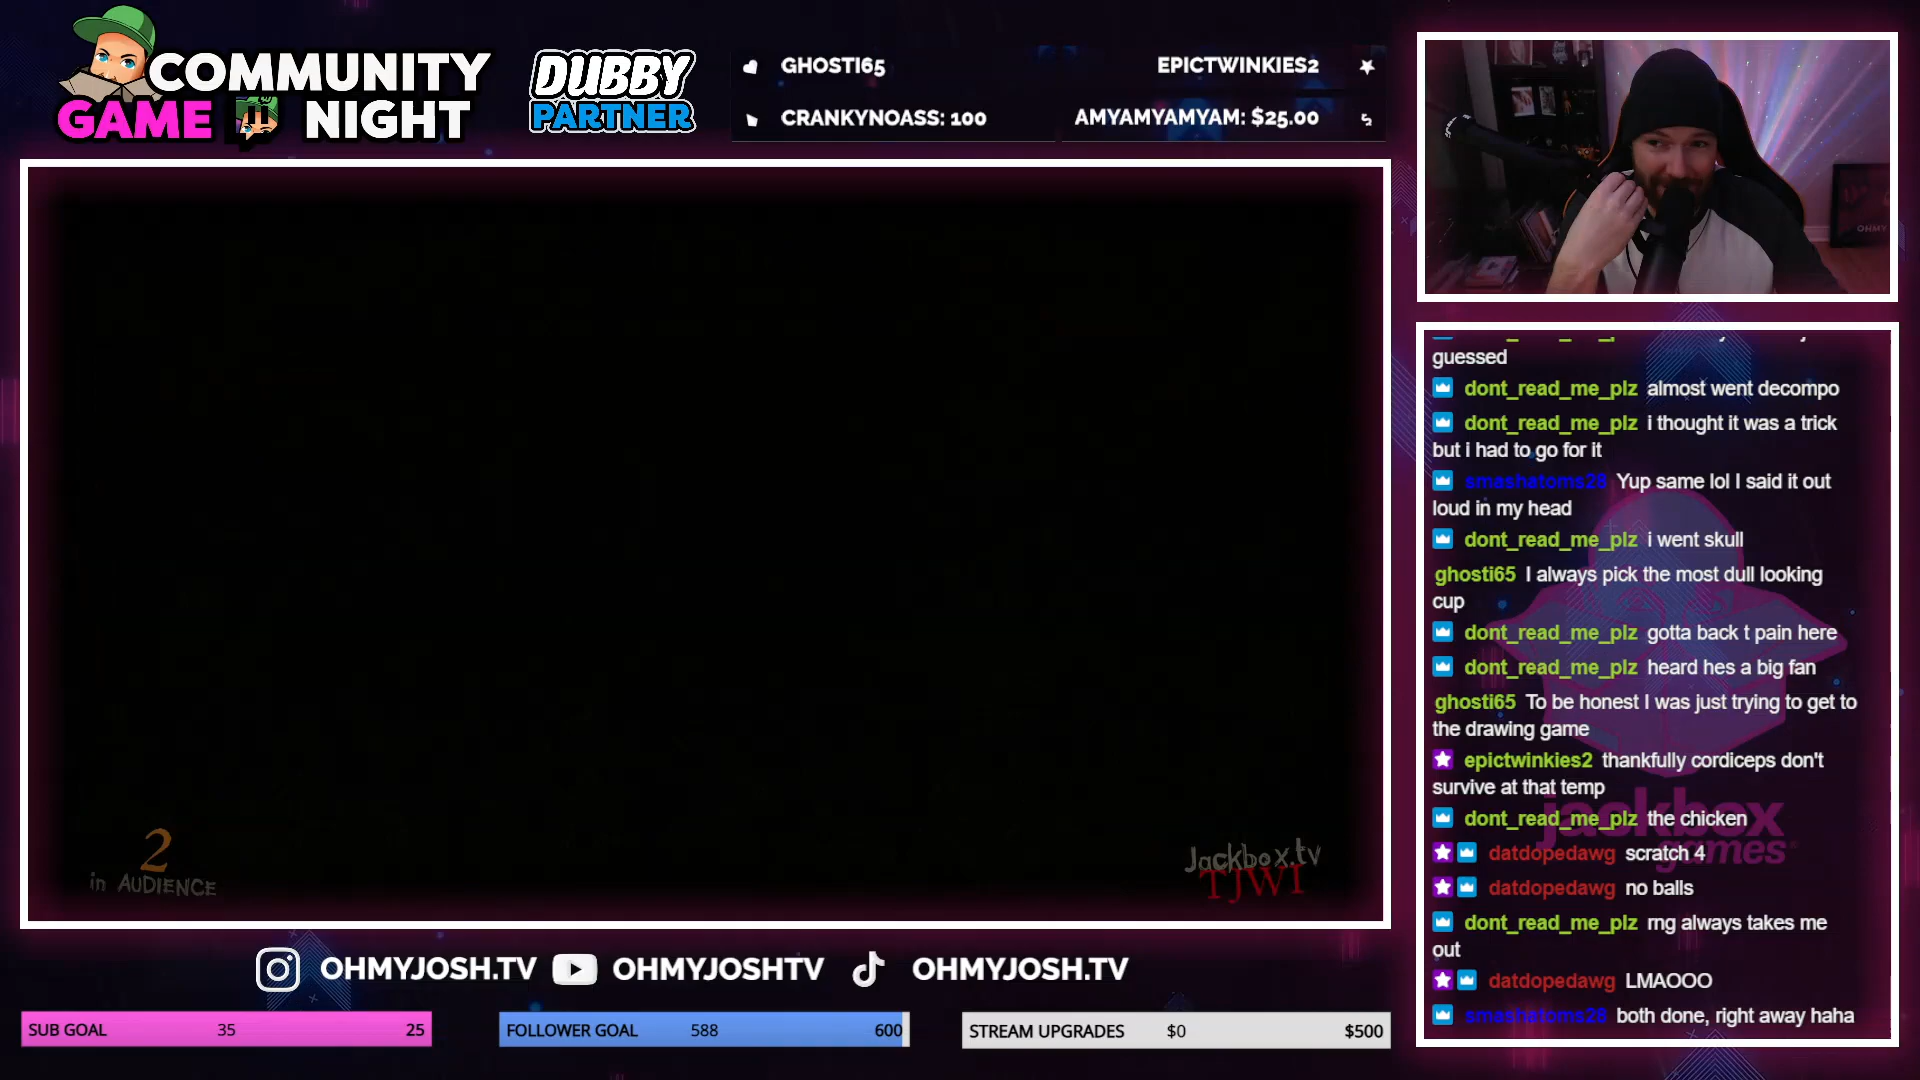 COMMUNITY
GAME NIGHT
DUBBY
PARTNER
GHOSTI65
EPICTWINKIES2
CRANKYNOASS: 100
AMYAMYAMYAM: $25.00
OHMY
guessed
dont_read_me_plz almost went decompo
dont_read_me_plz i thought it was a trick
but i had to go for it
smashatoms28 Yup same lol I said it out
loud in my head
dont_read_me_plz i went skull
ghosti65 I always pick the most dull looking
cup
dont_read_me_plz gotta back t pain here
dont_read_me_plz heard hes a big fan
ghosti65 To be honest I was just trying to get to
the drawing game
epictwinkies2 thankfully cordiceps don't
survive at that temp
dont_read_me_plz the chicken
datdopedawg scratch 4
datdopedawg no balls
dont_read_me_plz rng always takes me
out
datdopedawg LMAOOO
smashatoms28 both done, right away haha
jackbox
games
2
in AUDIENCE
Jackbox.tv
TJWI
OHMYJOSH.TV
OHMYJOSHTV
OHMYJOSH.TV
SUB GOAL 35 25
FOLLOWER GOAL 588 600
STREAM UPGRADES $0 $500